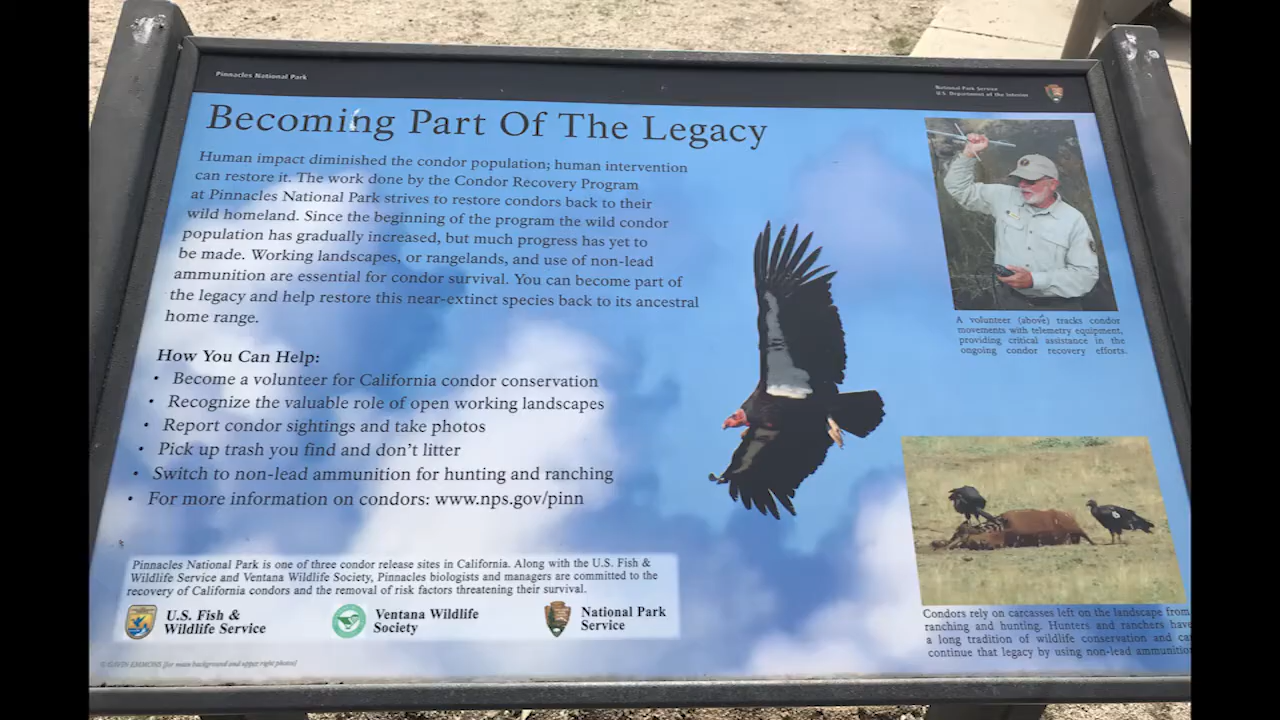 Pinnacles National Park
National Park Service
U.S. Department of the Interior
Becoming Part Of The Legacy
Human impact diminished the condor population; human intervention
can restore it. The work done by the Condor Recovery Program
at Pinnacles National Park strives to restore condors back to their
wild homeland. Since the beginning of the program the wild condor
population has gradually increased, but much progress has yet to
be made. Working landscapes, or rangelands, and use of non-lead
ammunition are essential for condor survival. You can become part of
the legacy and help restore this near-extinct species back to its ancestral
home range.
How You Can Help:
• Become a volunteer for California condor conservation
• Recognize the valuable role of open working landscapes
• Report condor sightings and take photos
• Pick up trash you find and don't litter
• Switch to non-lead ammunition for hunting and ranching
• For more information on condors: www.nps.gov/pinn
A volunteer (above) tracks condor
movements with telemetry equipment,
providing critical assistance in the
ongoing condor recovery efforts.
Pinnacles National Park is one of three condor release sites in California. Along with the U.S. Fish &
Wildlife Service and Ventana Wildlife Society, Pinnacles biologists and managers are committed to the
recovery of California condors and the removal of risk factors threatening their survival.
U.S. Fish &
Wildlife Service
Ventana Wildlife
Society
National Park
Service
Condors rely on carcasses left on the landscape from
ranching and hunting. Hunters and ranchers have
a long tradition of wildlife conservation and ca
continue that legacy by using non-lead ammunitio
© GAVIN EMMONS [for main background and upper right photos]